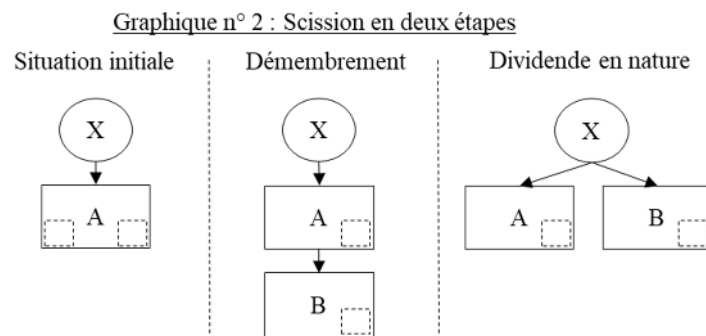 Graphique n° 2 : Scission en deux étapes
Situation initiale
Démembrement
Dividende en nature
X
X
X
A
A
A
B
B